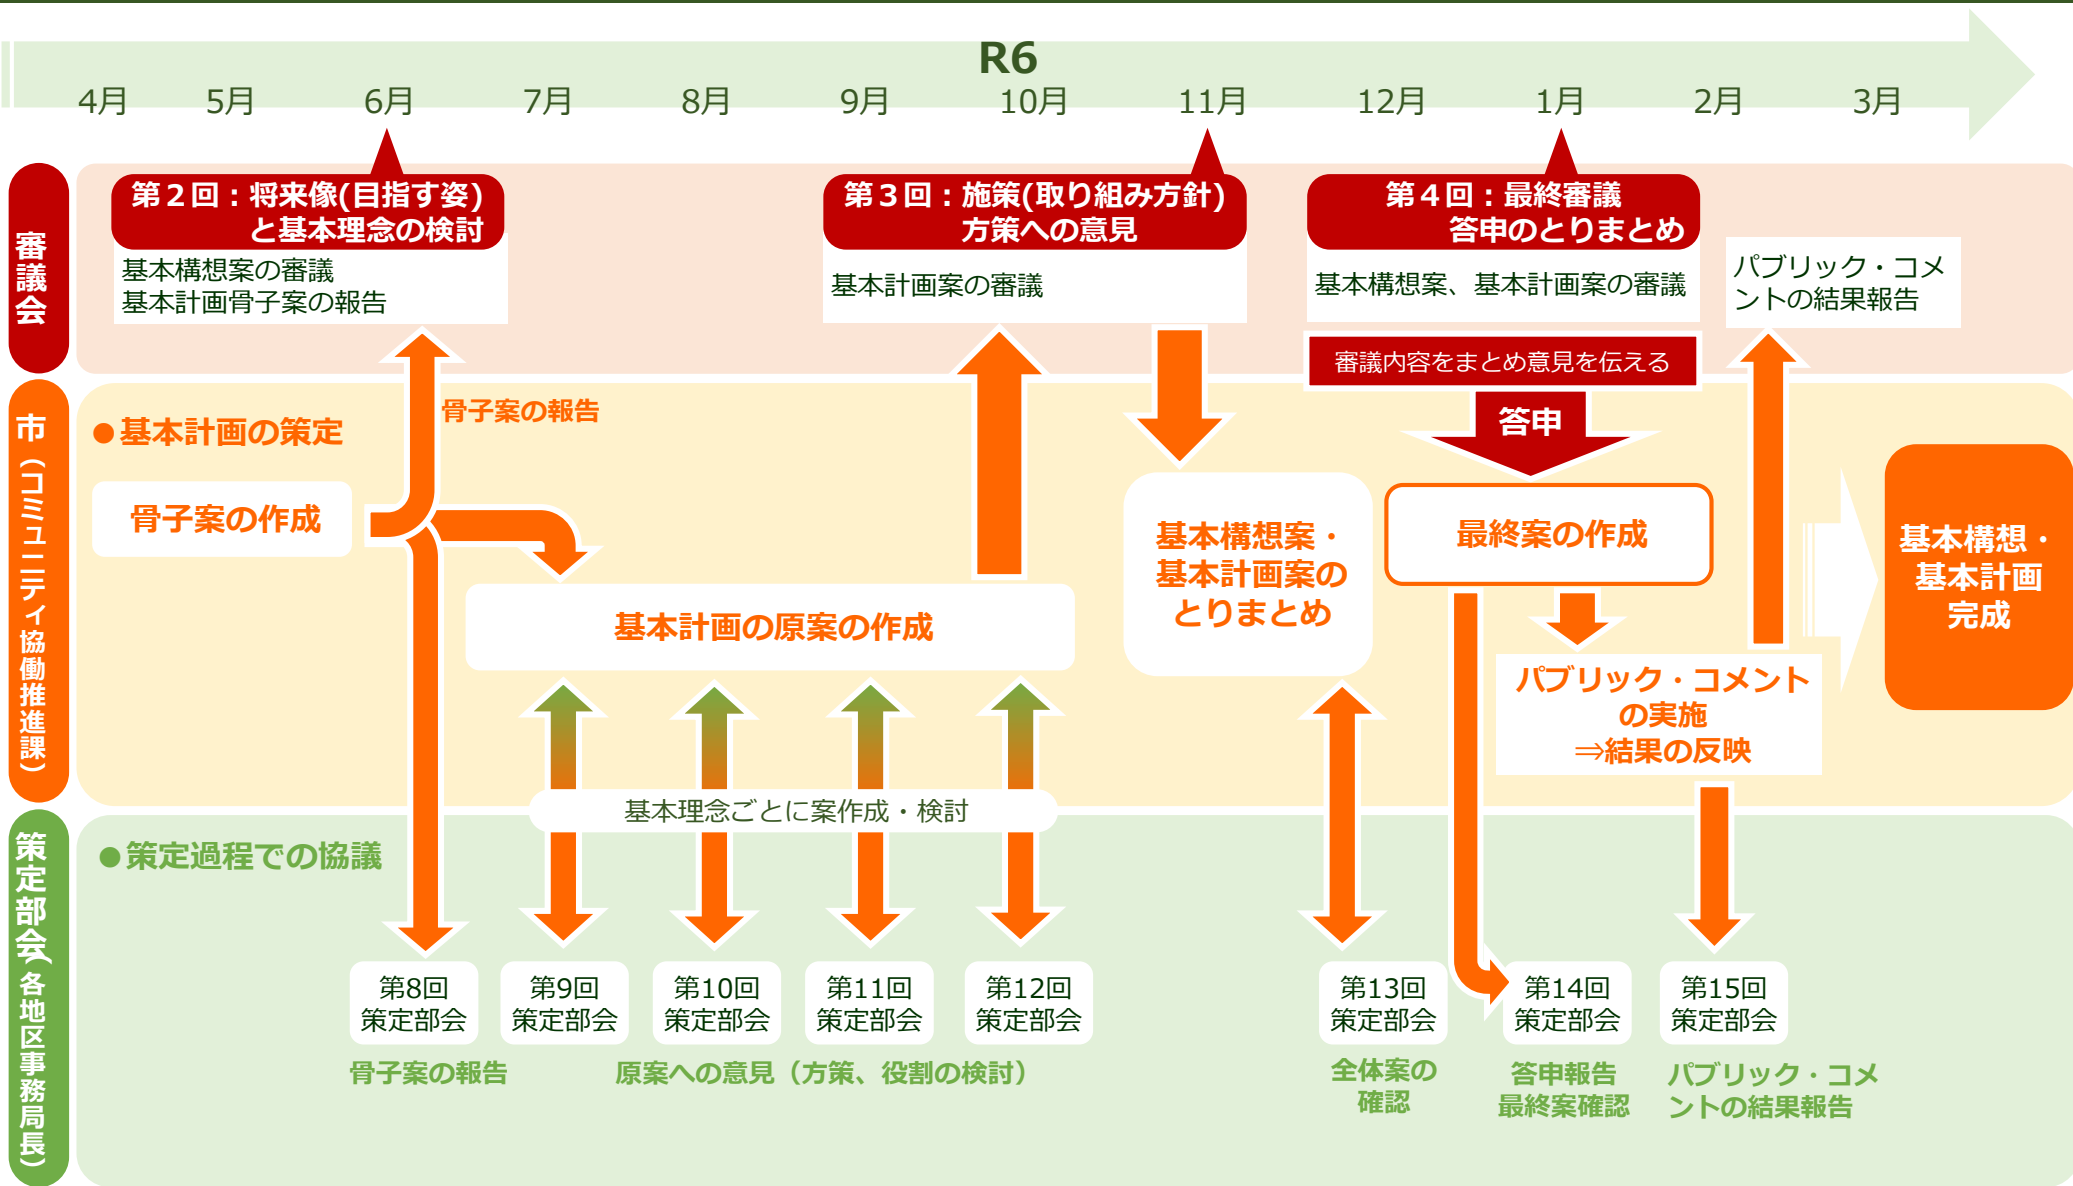 R6
4月 5月 6月 7月 8月 9月 10月 11月 12月 1月 2月 3月
審議会
第２回：将来像(目指す姿)
と基本理念の検討
基本構想案の審議
基本計画骨子案の報告
第３回：施策(取り組み方針)
方策への意見
基本計画案の審議
第４回：最終審議
答申のとりまとめ
基本構想案、基本計画案の審議
審議内容をまとめ意見を伝える
答申
パブリック・コメ
ントの結果報告
市（コミュニティ協働推進課）
●基本計画の策定
骨子案の報告
骨子案の作成
基本計画の原案の作成
基本構想案・
基本計画案の
とりまとめ
最終案の作成
パブリック・コメント
の実施
⇒結果の反映
基本構想・
基本計画
完成
基本理念ごとに案作成・検討
策定部会（各地区事務局長）
●策定過程での協議
第8回
策定部会
骨子案の報告
第9回
策定部会
第10回
策定部会
第11回
策定部会
第12回
策定部会
原案への意見（方策、役割の検討）
第13回
策定部会
全体案の
確認
第14回
策定部会
答申報告
最終案確認
第15回
策定部会
パブリック・コメ
ントの結果報告